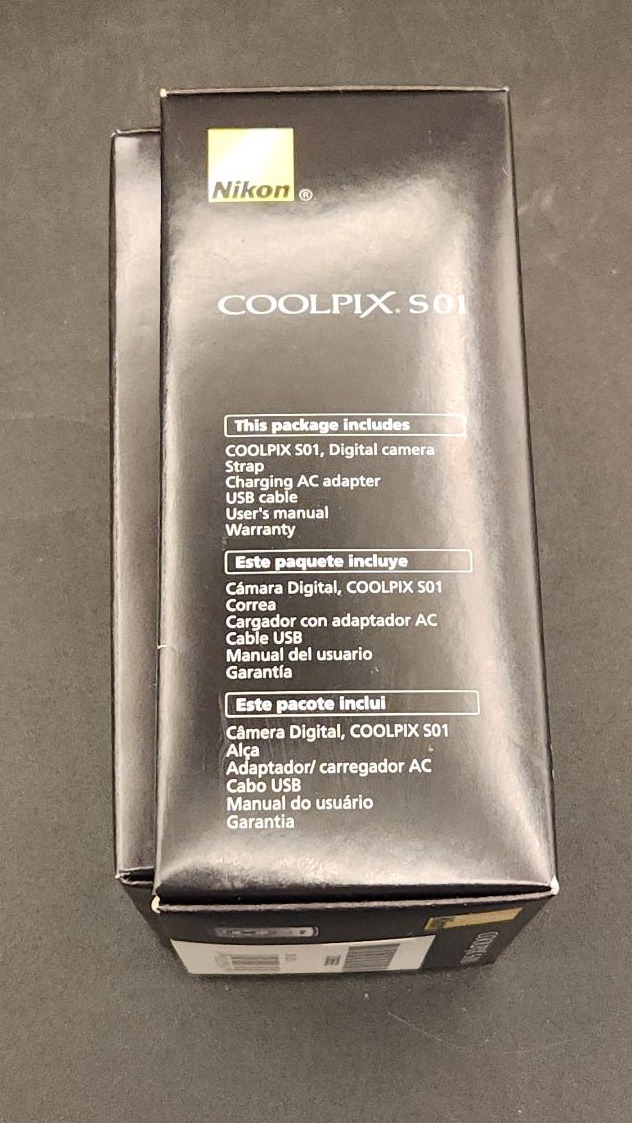 Nikon®
COOLPIX S01
This package includes
COOLPIX S01, Digital camera
Strap
Charging AC adapter
USB cable
User's manual
Warranty
Este paquete incluye
Cámara Digital, COOLPIX S01
Correa
Cargador con adaptador AC
Cable USB
Manual del usuario
Garantía
Este pacote inclui
Câmera Digital, COOLPIX S01
Alça
Adaptador/ carregador AC
Cabo USB
Manual do usuário
Garantia